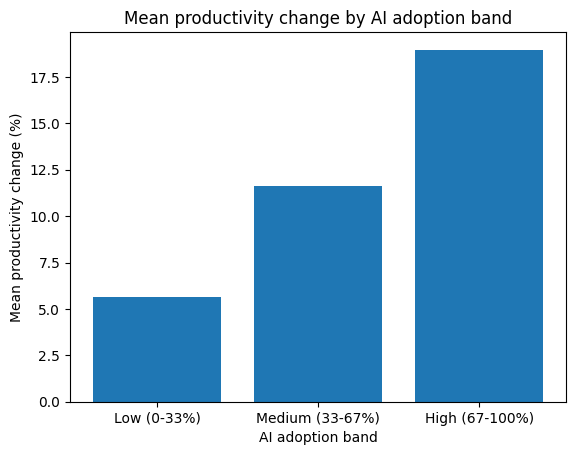 Mean productivity change by AI adoption band
Mean productivity change (%)
17.5
15.0
12.5
10.0
7.5
5.0
2.5
0.0
Low (0-33%) Medium (33-67%) High (67-100%)
AI adoption band